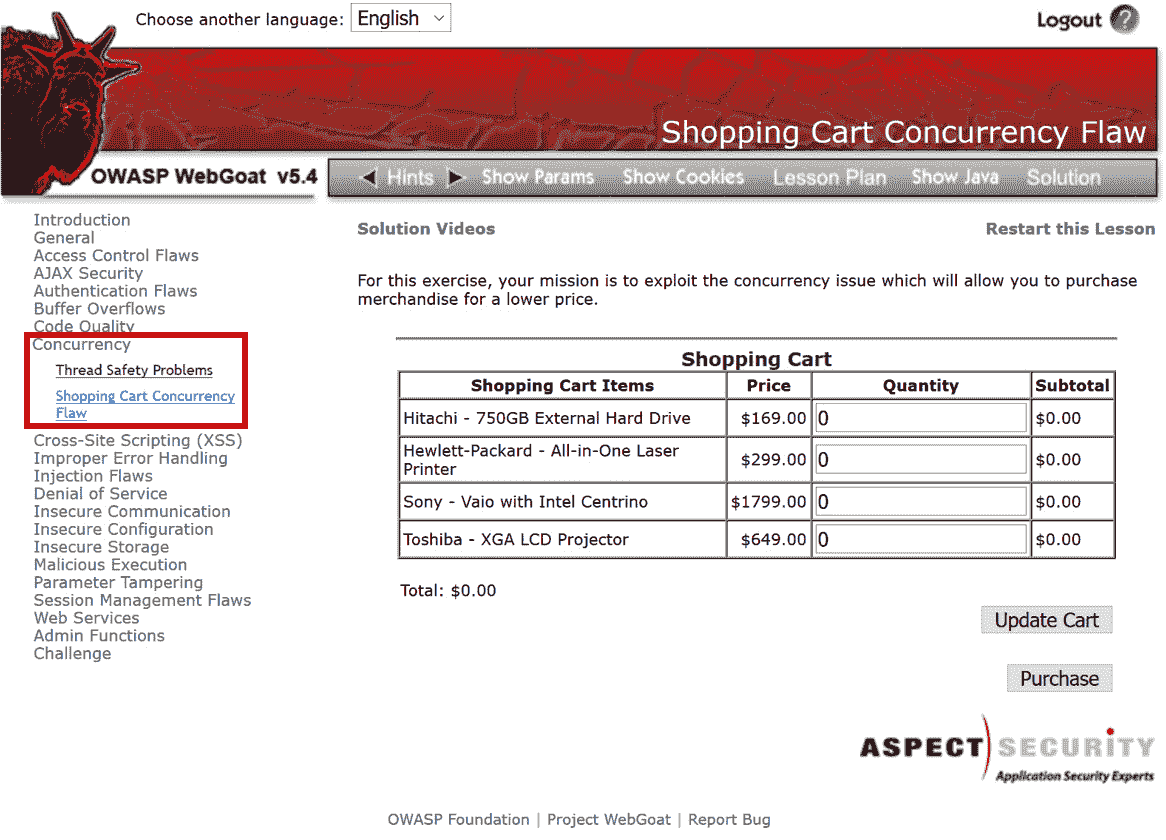 Choose another language: English
Logout ?
Shopping Cart Concurrency Flaw
OWASP WebGoat v5.4
Hints Show Params Show Cookies Lesson Plan Show Java Solution
Introduction
General
Access Control Flaws
AJAX Security
Authentication Flaws
Buffer Overflows
Code Quality
Concurrency
Thread Safety Problems
Shopping Cart Concurrency
Flaw
Cross-Site Scripting (XSS)
Improper Error Handling
Injection Flaws
Denial of Service
Insecure Communication
Insecure Configuration
Insecure Storage
Malicious Execution
Parameter Tampering
Session Management Flaws
Web Services
Admin Functions
Challenge
Solution Videos
Restart this Lesson
For this exercise, your mission is to exploit the concurrency issue which will allow you to purchase
merchandise for a lower price.
Shopping Cart
Shopping Cart Items Price Quantity Subtotal
Hitachi - 750GB External Hard Drive $169.00 0 $0.00
Hewlett-Packard - All-in-One Laser
Printer $299.00 0 $0.00
Sony - Vaio with Intel Centrino $1799.00 0 $0.00
Toshiba - XGA LCD Projector $649.00 0 $0.00
Total: $0.00
Update Cart
Purchase
ASPECT SECURITY
Application Security Experts
OWASP Foundation | Project WebGoat | Report Bug